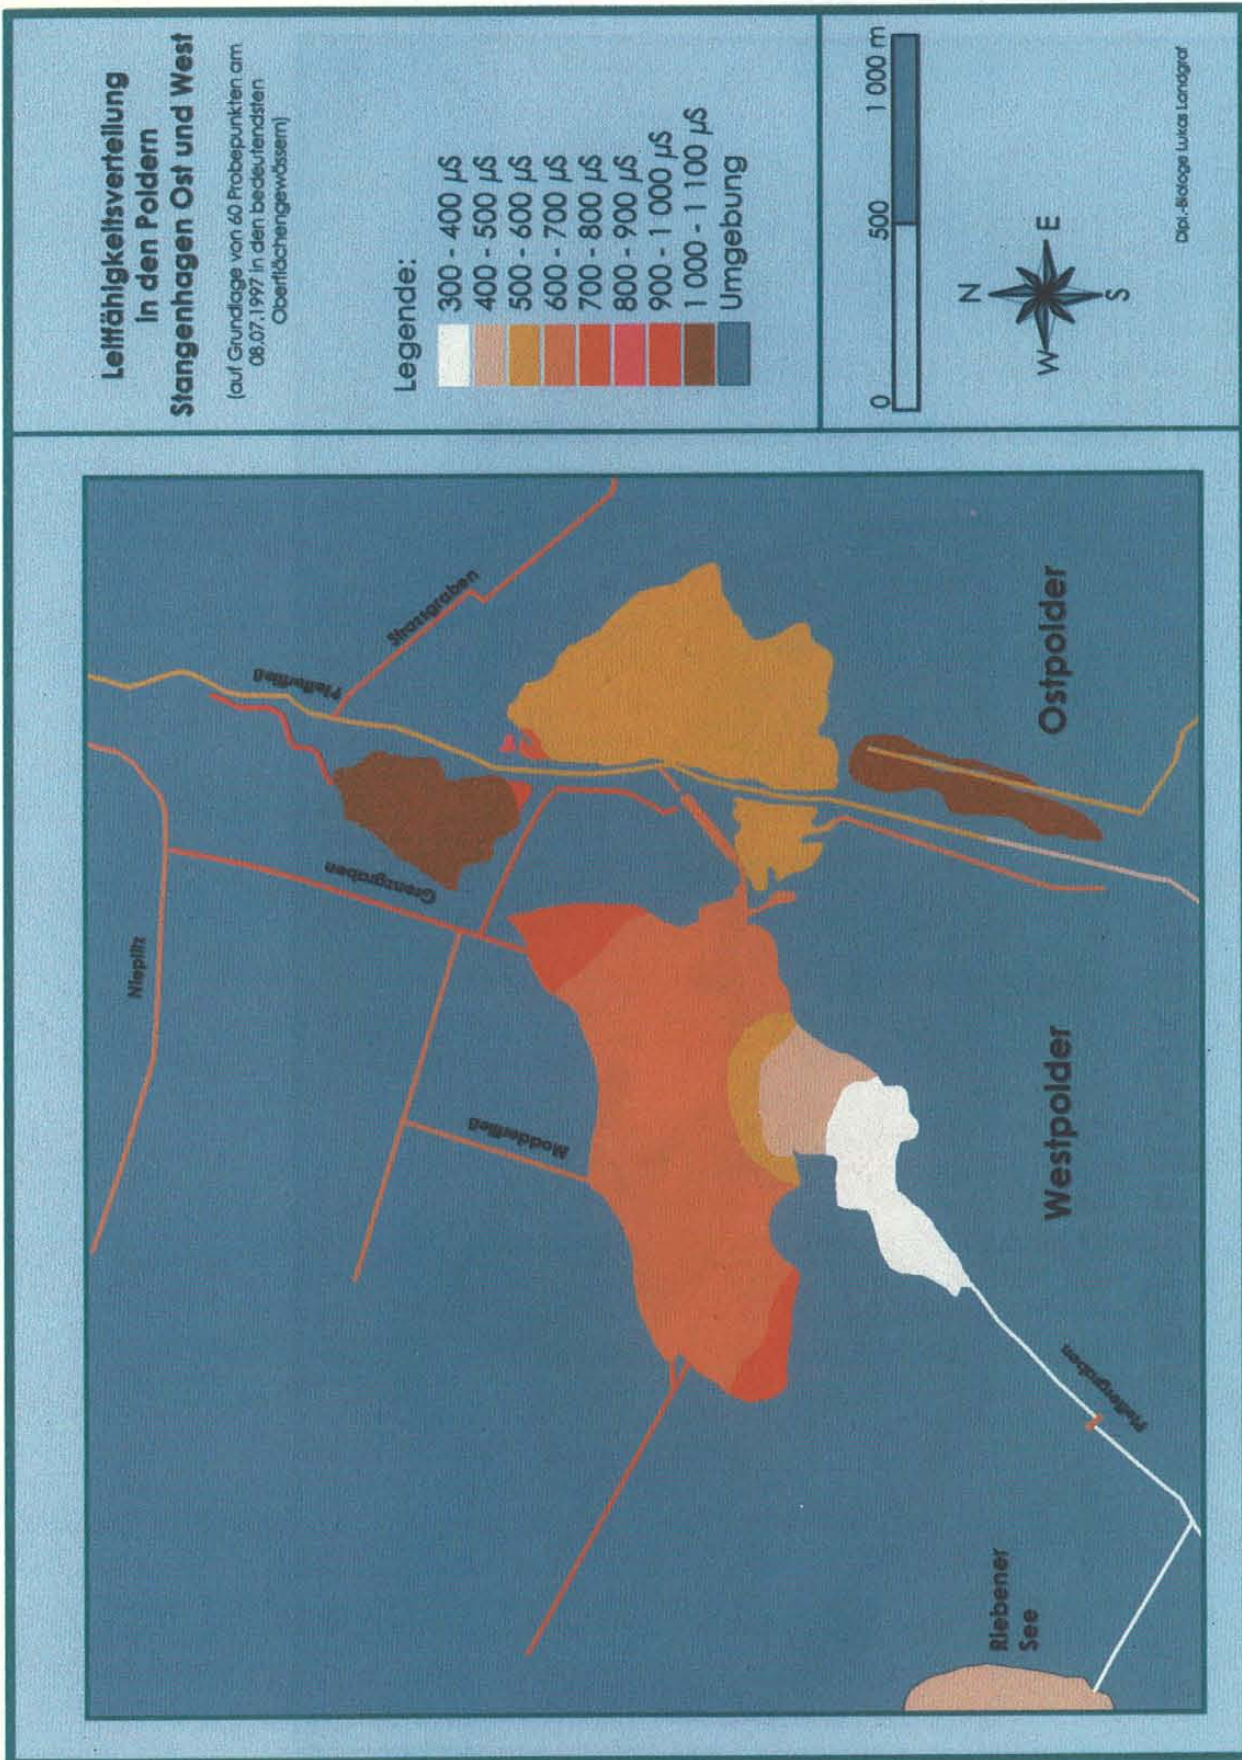 Leitfähigkeitsverteilung
in den Poldern
Stangenhagen Ost und West
(auf Grundlage von 60 Probepunkten am
08.07.1997 in den bedeutendsten
Oberflächengewässern)
Legende:
300 - 400 µS
400 - 500 µS
500 - 600 µS
600 - 700 µS
700 - 800 µS
800 - 900 µS
900 - 1 000 µS
1 000 - 1 100 µS
Umgebung
0 500 1 000 m
N
W E
S
Dipl.-Biologe Lukas Landgraf
Nieplitz
Pfefferfließ
Strassgraben
Grenzgraben
Modderfließ
Ostpolder
Westpolder
Pfeffergraben
Riebener
See